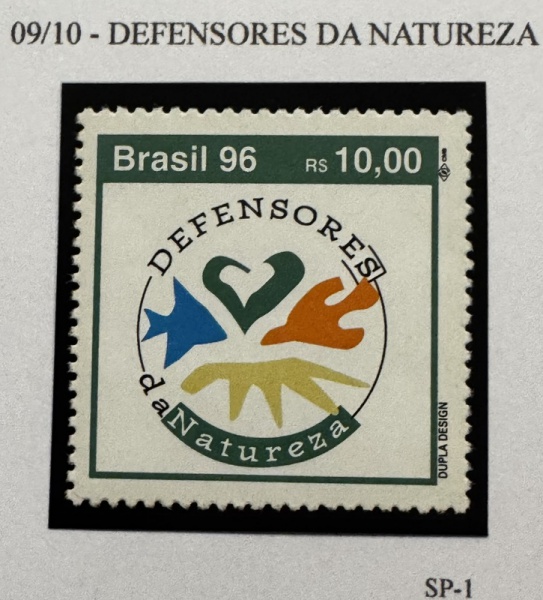 09/10 - DEFENSORES DA NATUREZA
Brasil 96 R$ 10,00
DEFENSORES
da Natureza
DUPLA DESIGN
SP-1